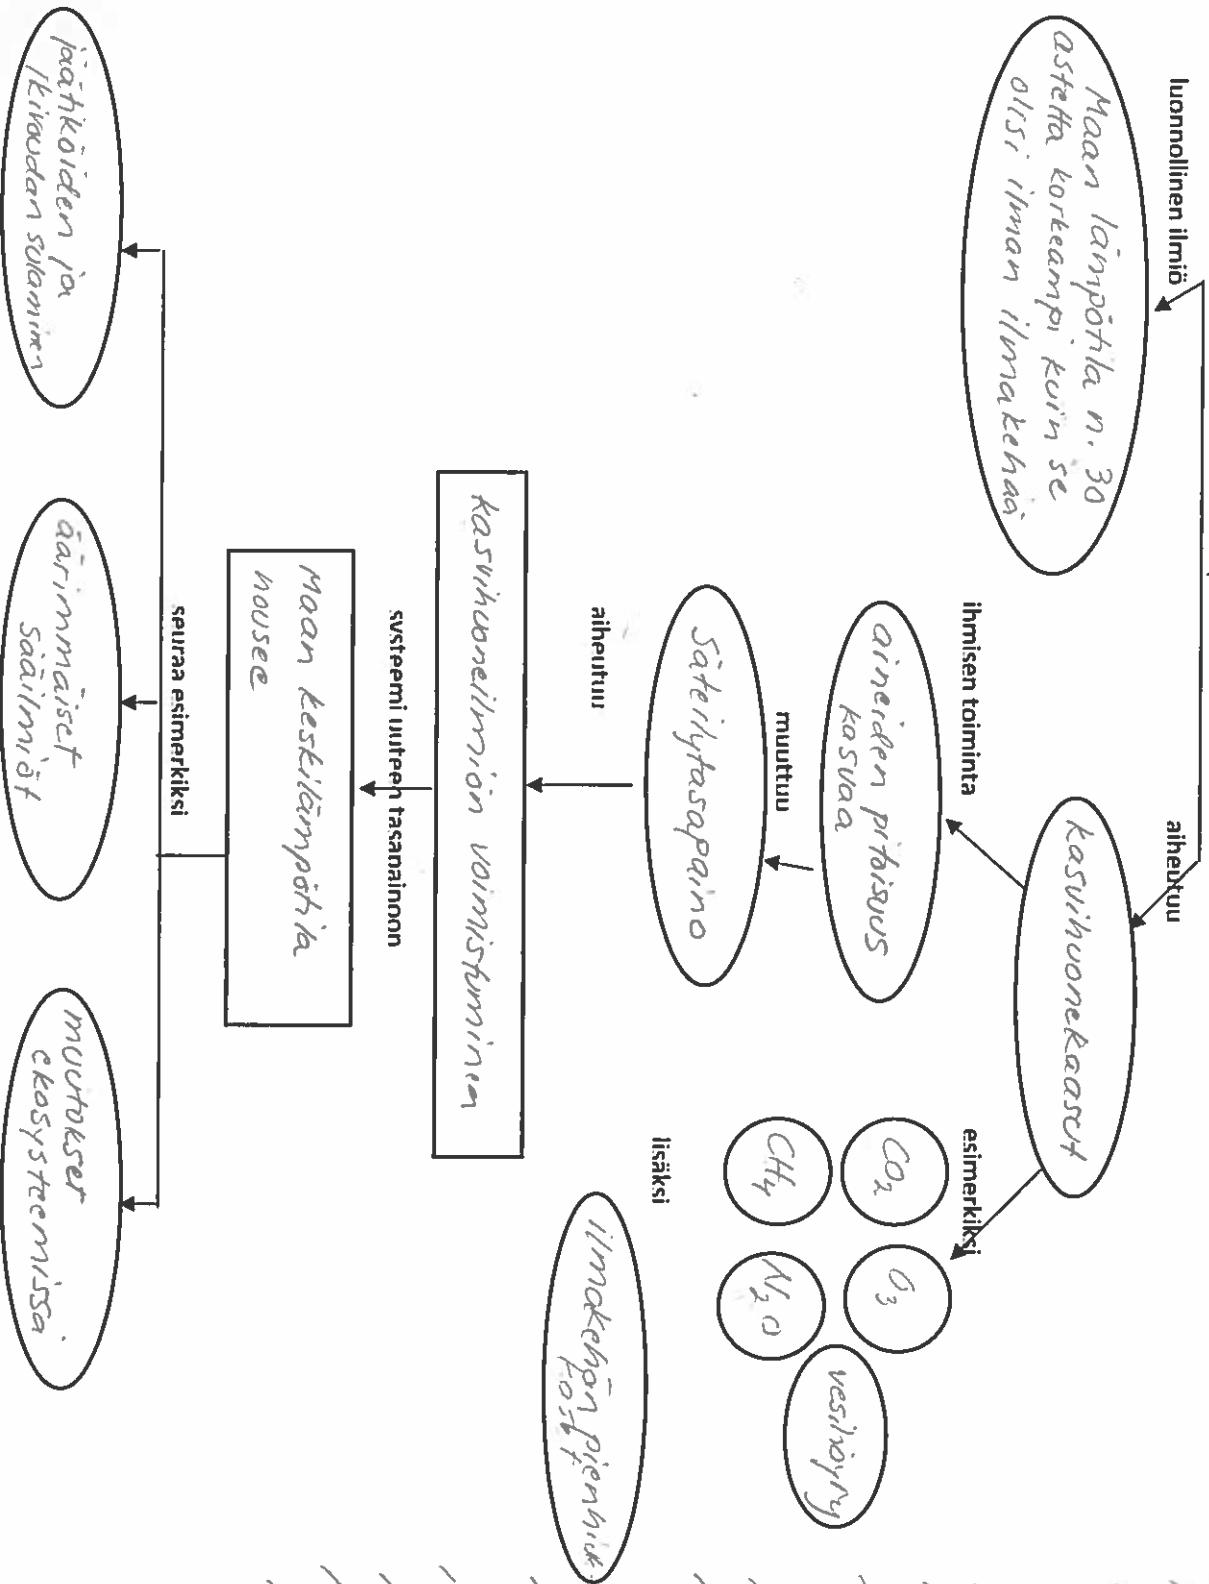 luonnollinen ilmiö
aiheutuu
Maan lämpötila n. 30
astetta korkeampi kuin se
olisi ilman ilmakehää
kasvihuonekaasut
ihmisen toiminta
esimerkiksi
aineiden pitoisuus
kasvaa
CO2
O3
vesihöyry
muuttuu
CH4
N2O
Säteilytasapaino
lisäksi
aiheutuu
ilmakehän pienhiuk-
kaset
kasvihuoneilmiön voimistuminen
systeemi uuteen tasapainoon
Maan keskilämpötila
nousee
seuraa esimerkiksi
jäätiköiden ja
ikiroudan sulaminen
äärimmäiset
sääilmiöt
muutokset
ekosysteemissä